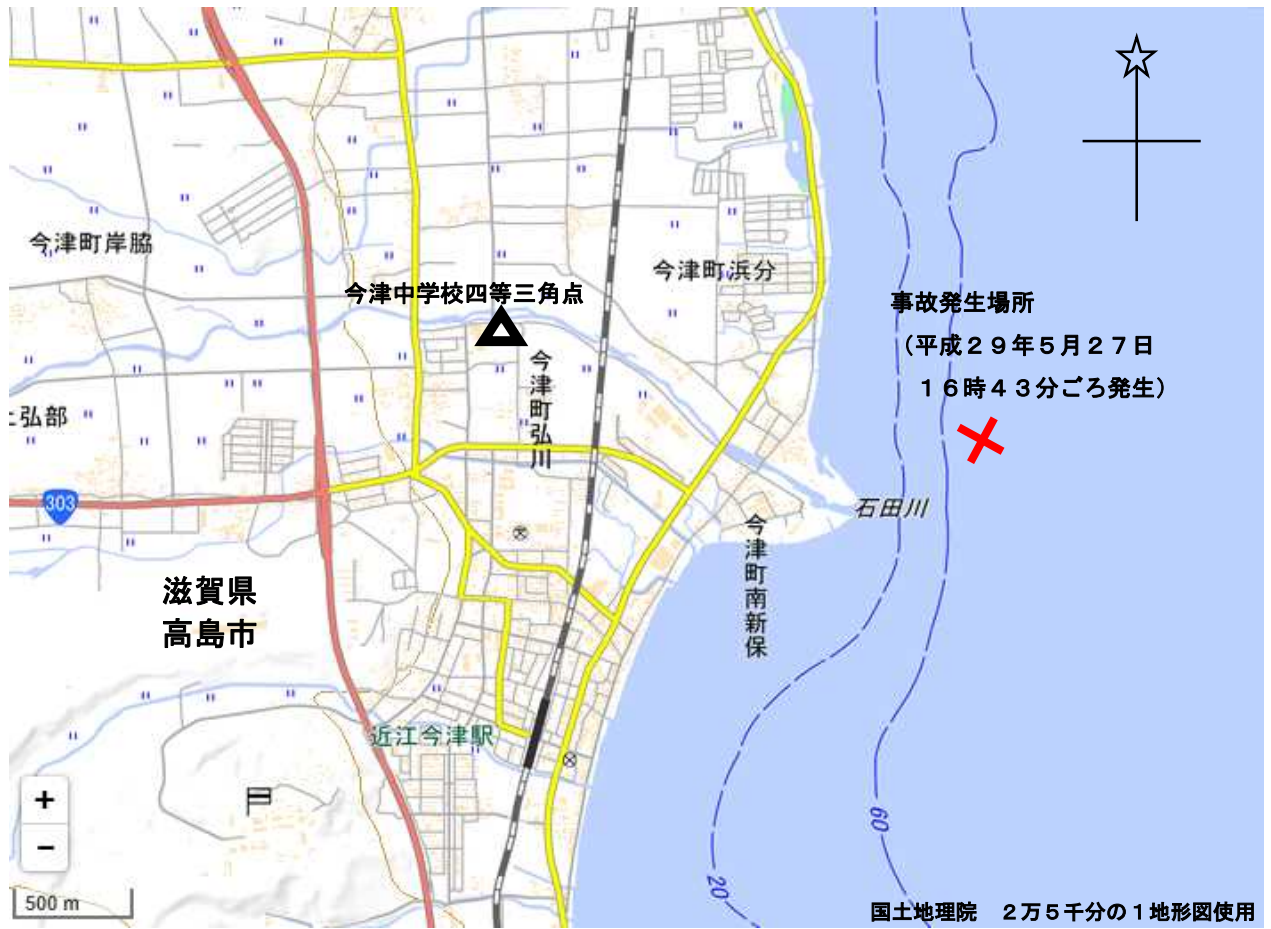 今津町岸脇
今津町浜分
今津中学校四等三角点
事故発生場所
(平成29年5月27日
16時43分ごろ発生)
今津町弘川
弘部
303
石田川
今津町南新保
滋賀県
高島市
近江今津駅
+
−
60
20
500 m
国土地理院 2万5千分の1地形図使用